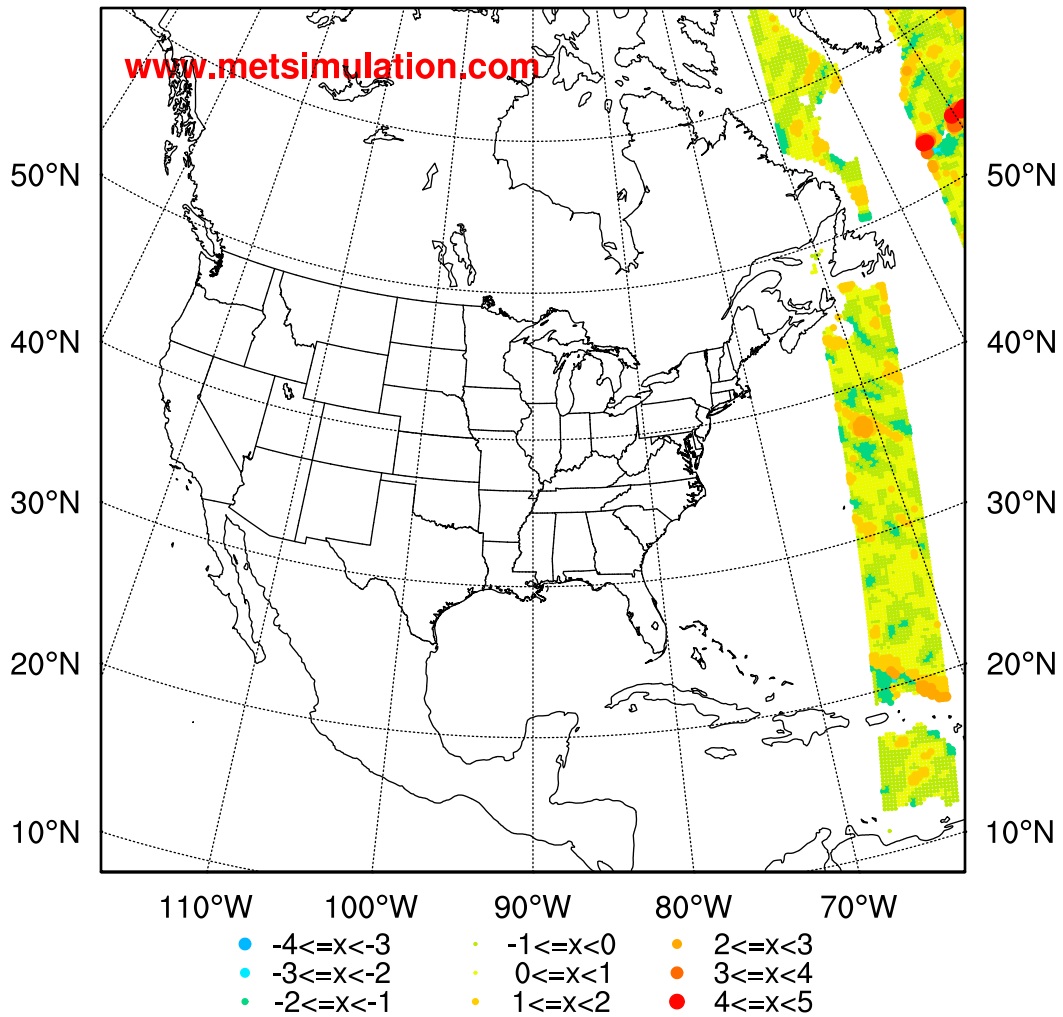 www.metsimulation.com
50°N 50°N
40°N 40°N
30°N 30°N
20°N 20°N
10°N 10°N
110°W 100°W 90°W 80°W 70°W
-4<=x<-3 -1<=x<0 2<=x<3
-3<=x<-2 0<=x<1 3<=x<4
-2<=x<-1 1<=x<2 4<=x<5